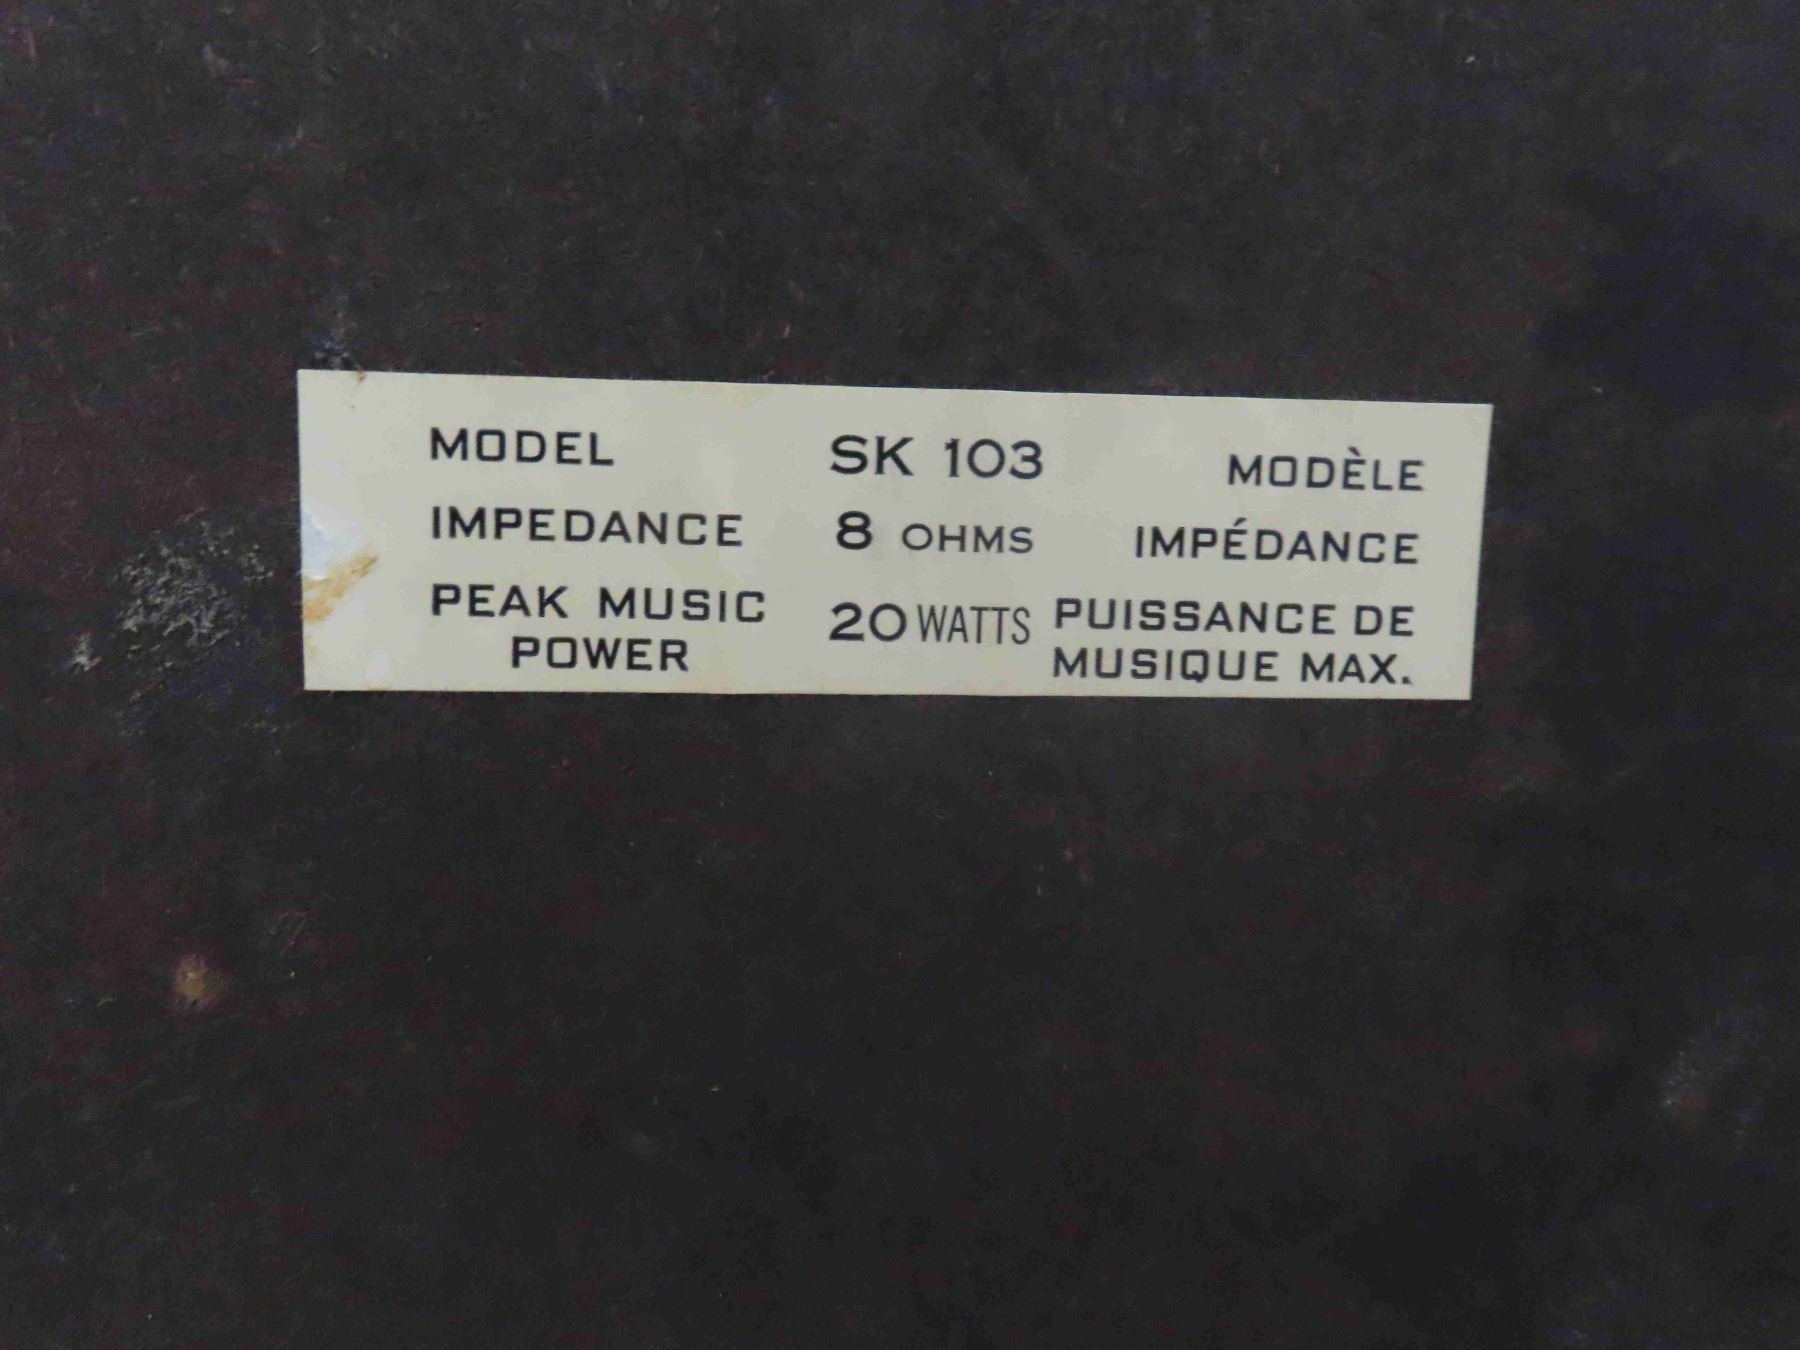 MODEL SK 103 MODÈLE
IMPEDANCE 8 OHMS IMPÉDANCE
PEAK MUSIC 20 WATTS PUISSANCE DE
POWER MUSIQUE MAX.